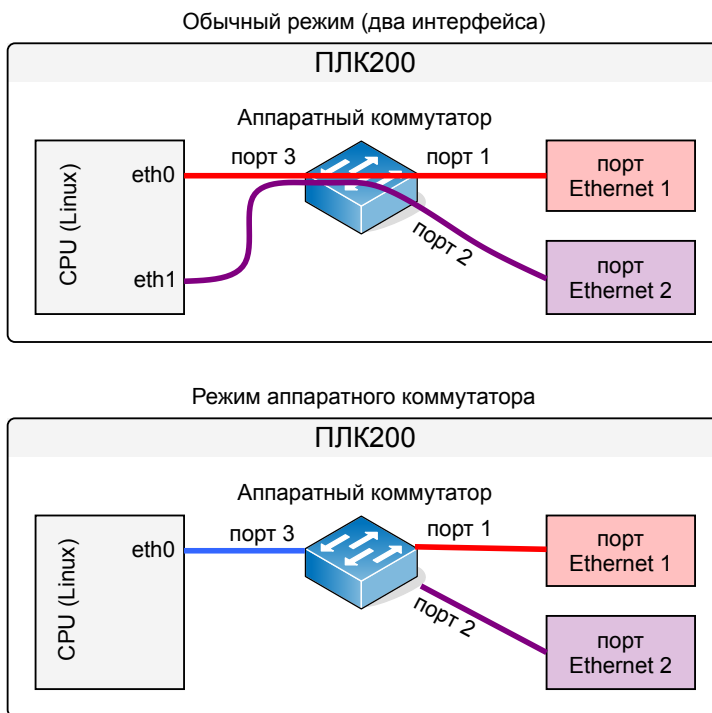 Обычный режим (два интерфейса)
ПЛК200
Аппаратный коммутатор
CPU (Linux)
eth0
порт 3
порт 1
порт
Ethernet 1
eth1
порт 2
порт
Ethernet 2
Режим аппаратного коммутатора
ПЛК200
Аппаратный коммутатор
CPU (Linux)
eth0
порт 3
порт 1
порт
Ethernet 1
порт 2
порт
Ethernet 2